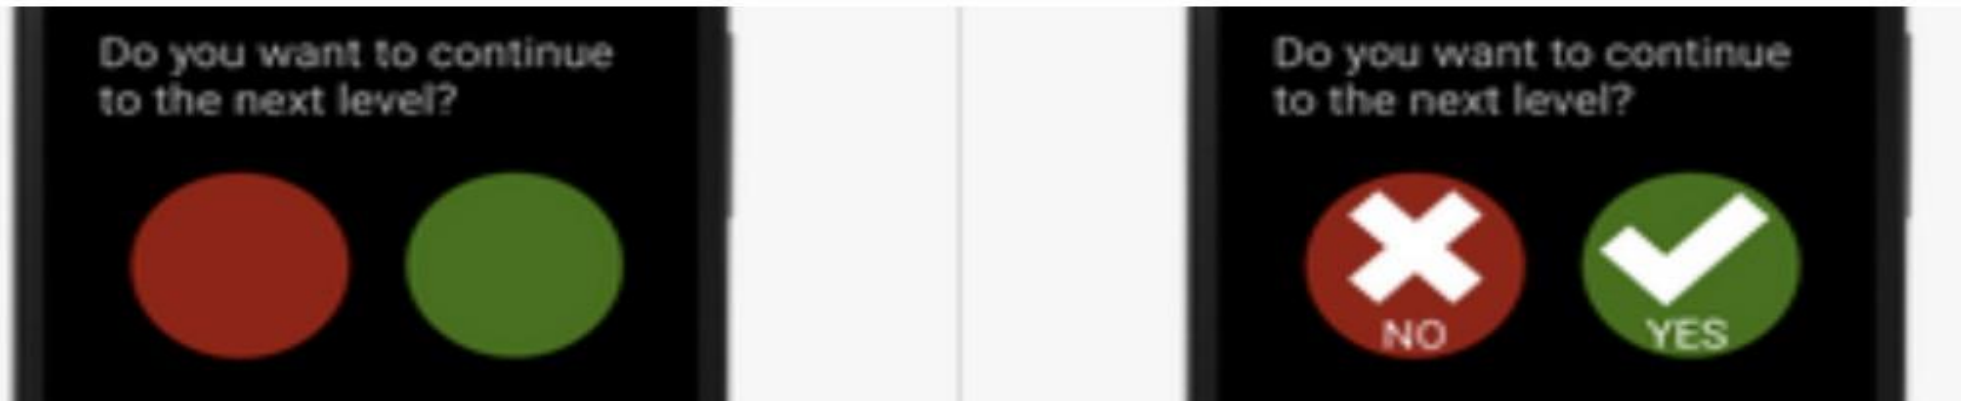 Do you want to continue
to the next level?
Do you want to continue
to the next level?
NO
YES